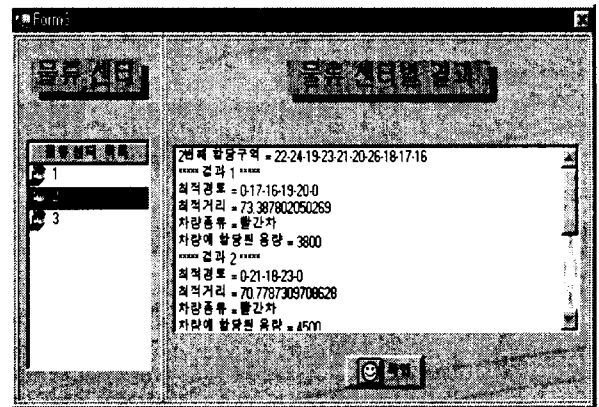 Form3
물류 센터
물류 센터별 결과
물류센터 목록
1
2
3
2번째 할당구역 = 22-24-19-23-21-20-26-18-17-16
***** 결과 1 *****
최적경로 = 0-17-16-19-20-0
최적거리 = 73.387802050269
차량종류 = 빨간차
차량에 할당된 용량 = 3800
***** 결과 2 *****
최적경로 = 0-21-18-23-0
최적거리 = 70.7787309708628
차량종류 = 빨간차
차량에 할당된 용량 = 4500
확인